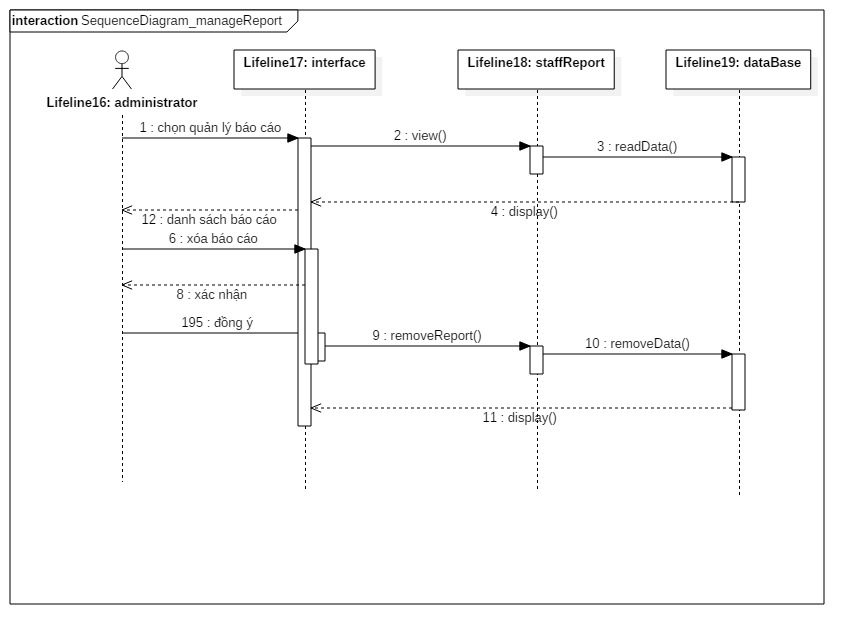 interaction SequenceDiagram_manageReport
Lifeline16: administrator
Lifeline17: interface
Lifeline18: staffReport
Lifeline19: dataBase
1 : chọn quản lý báo cáo
2 : view()
3 : readData()
4 : display()
12 : danh sách báo cáo
6 : xóa báo cáo
8 : xác nhận
195 : đồng ý
9 : removeReport()
10 : removeData()
11 : display()